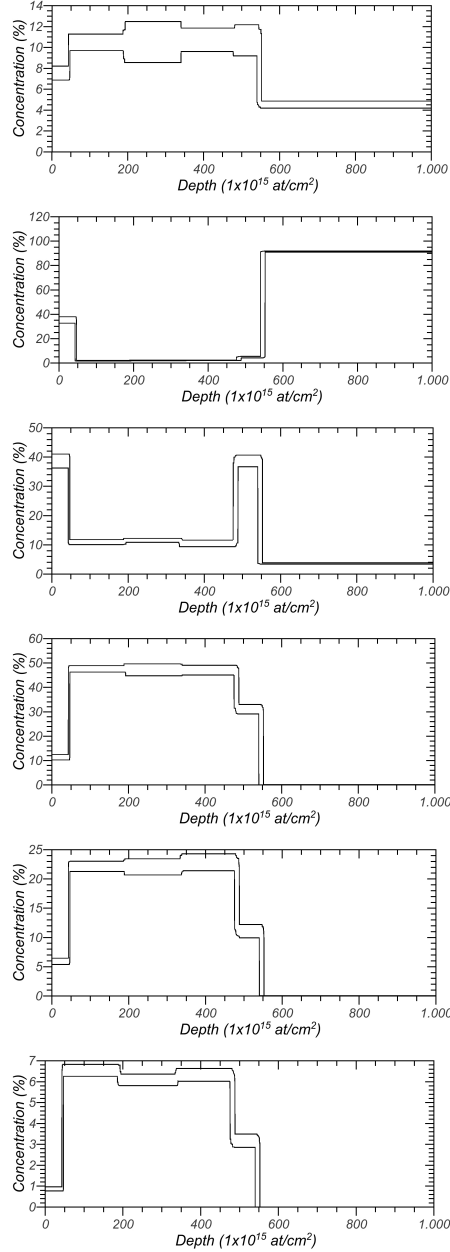 Concentration (%)
14
12
10
8
6
4
2
0
0 200 400 600 800 1.000
Depth (1x10¹⁵ at/cm²)
Concentration (%)
120
100
80
60
40
20
0
0 200 400 600 800 1.000
Depth (1x10¹⁵ at/cm²)
Concentration (%)
50
40
30
20
10
0
0 200 400 600 800 1.000
Depth (1x10¹⁵ at/cm²)
Concentration (%)
60
50
40
30
20
10
0
0 200 400 600 800 1.000
Depth (1x10¹⁵ at/cm²)
Concentration (%)
25
20
15
10
5
0
0 200 400 600 800 1.000
Depth (1x10¹⁵ at/cm²)
Concentration (%)
7
6
5
4
3
2
1
0
0 200 400 600 800 1.000
Depth (1x10¹⁵ at/cm²)